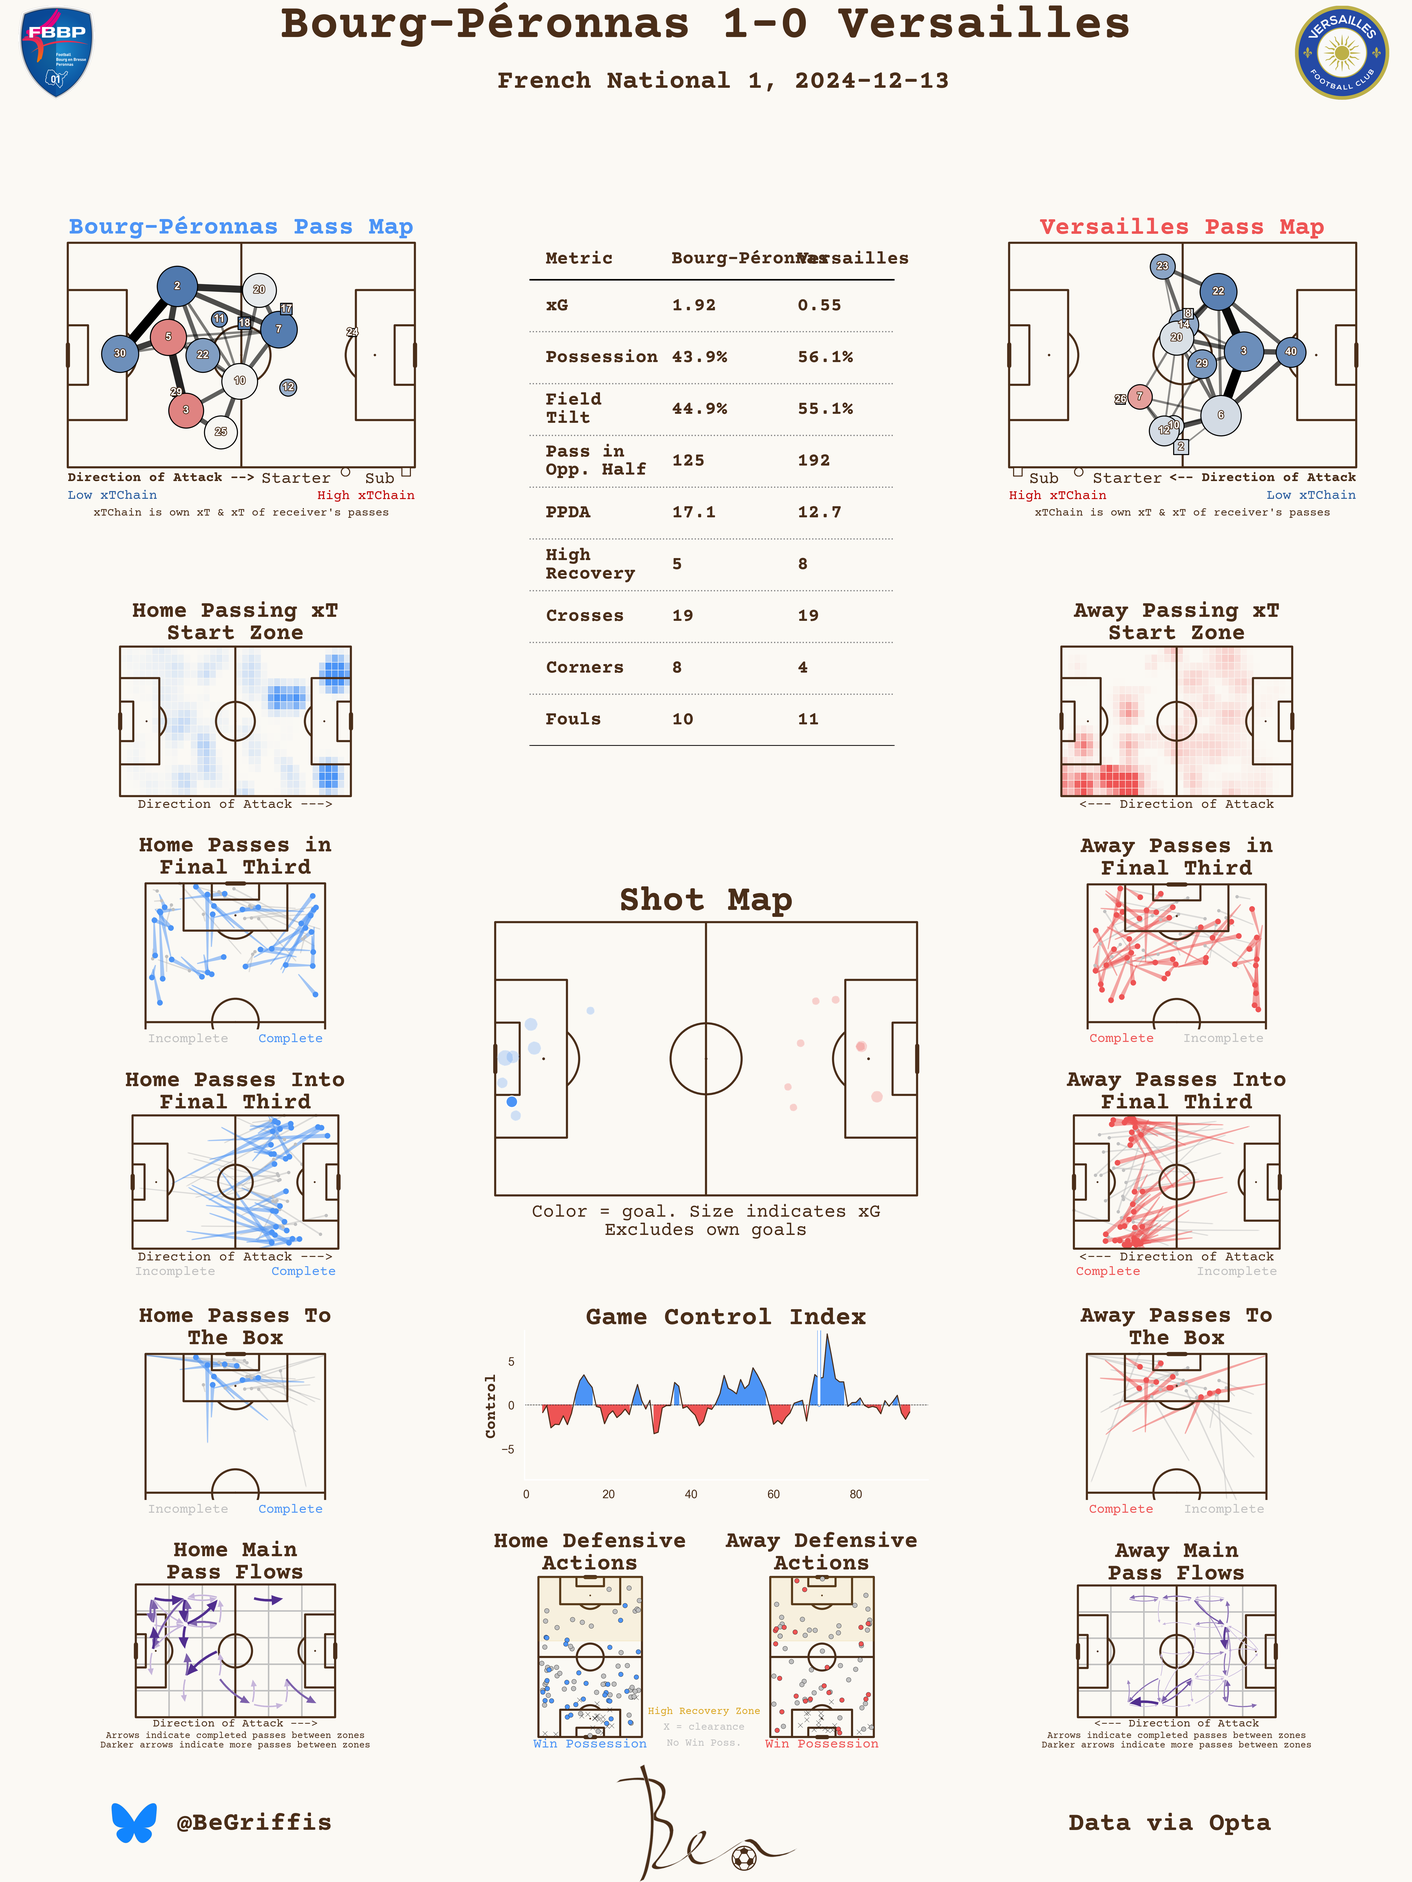 Bourg-Péronnas 1-0 Versailles
French National 1, 2024-12-13
FBBP
Football
Bourg en Bresse
Peronnas
01
VERSAILLES
FOOTBALL CLUB
Bourg-Péronnas Pass Map
2
20
17
11
18
7
5
30
22
24
10
12
29
3
25
Direction of Attack --> Starter Sub
Low xTChain High xTChain
xTChain is own xT & xT of receiver's passes
Metric Bourg-Péronnas Versailles
xG 1.92 0.55
Possession 43.9% 56.1%
Field
Tilt 44.9% 55.1%
Pass in
Opp. Half 125 192
PPDA 17.1 12.7
High
Recovery 5 8
Crosses 19 19
Corners 8 4
Fouls 10 11
Versailles Pass Map
23
22
8
14
20
3
40
29
7
26
6
10
12
2
Sub Starter <-- Direction of Attack
High xTChain Low xTChain
xTChain is own xT & xT of receiver's passes
Home Passing xT
Start Zone
Direction of Attack --->
Away Passing xT
Start Zone
<--- Direction of Attack
Home Passes in
Final Third
Incomplete Complete
Away Passes in
Final Third
Complete Incomplete
Shot Map
Color = goal. Size indicates xG
Excludes own goals
Home Passes Into
Final Third
Direction of Attack --->
Incomplete Complete
Away Passes Into
Final Third
<--- Direction of Attack
Complete Incomplete
Home Passes To
The Box
Incomplete Complete
Game Control Index
Control
5
0
−5
0 20 40 60 80
Away Passes To
The Box
Complete Incomplete
Home Main
Pass Flows
Direction of Attack --->
Arrows indicate completed passes between zones
Darker arrows indicate more passes between zones
Home Defensive
Actions
Win Possession
High Recovery Zone
X = clearance
No Win Poss.
Away Defensive
Actions
Win Possession
Away Main
Pass Flows
<--- Direction of Attack
Arrows indicate completed passes between zones
Darker arrows indicate more passes between zones
@BeGriffis
Ben
Data via Opta